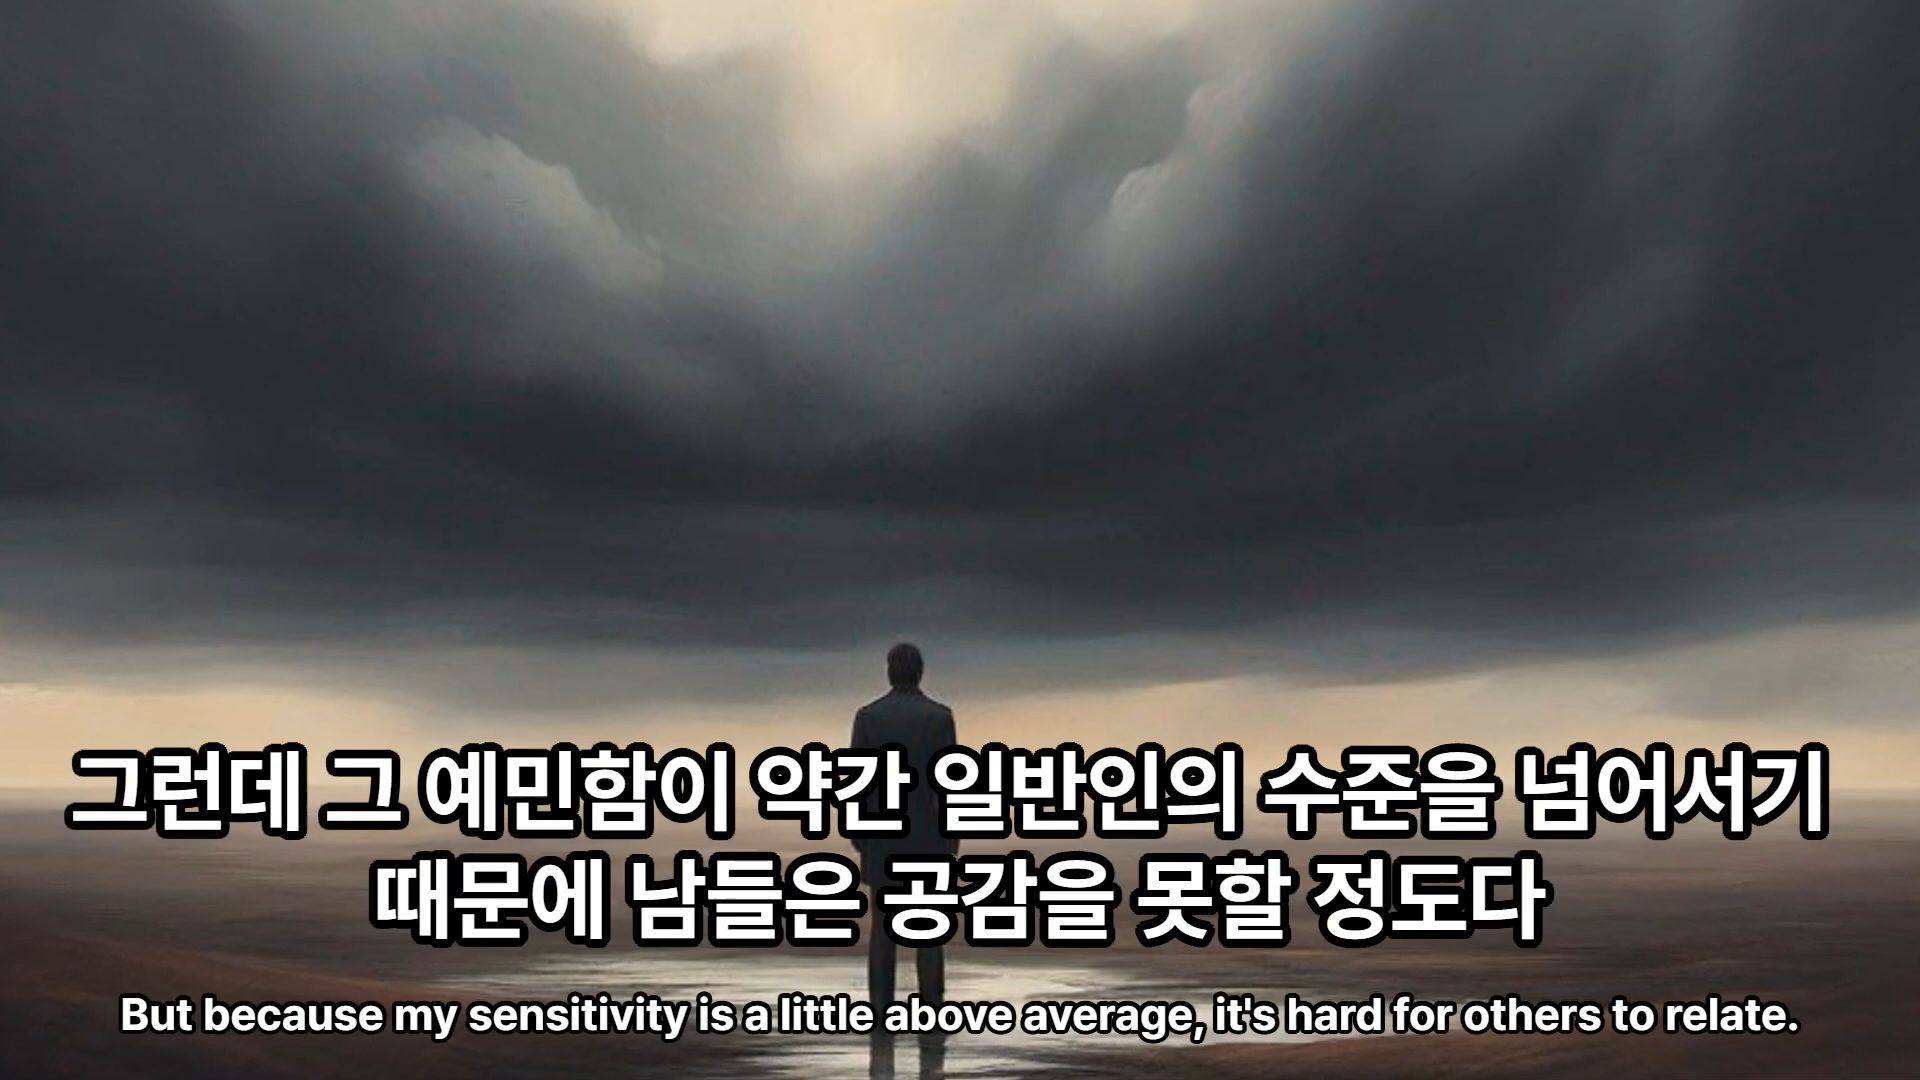 그런데 그 예민함이 약간 일반인의 수준을 넘어서기
때문에 남들은 공감을 못할 정도다
But because my sensitivity is a little above average, it's hard for others to relate.